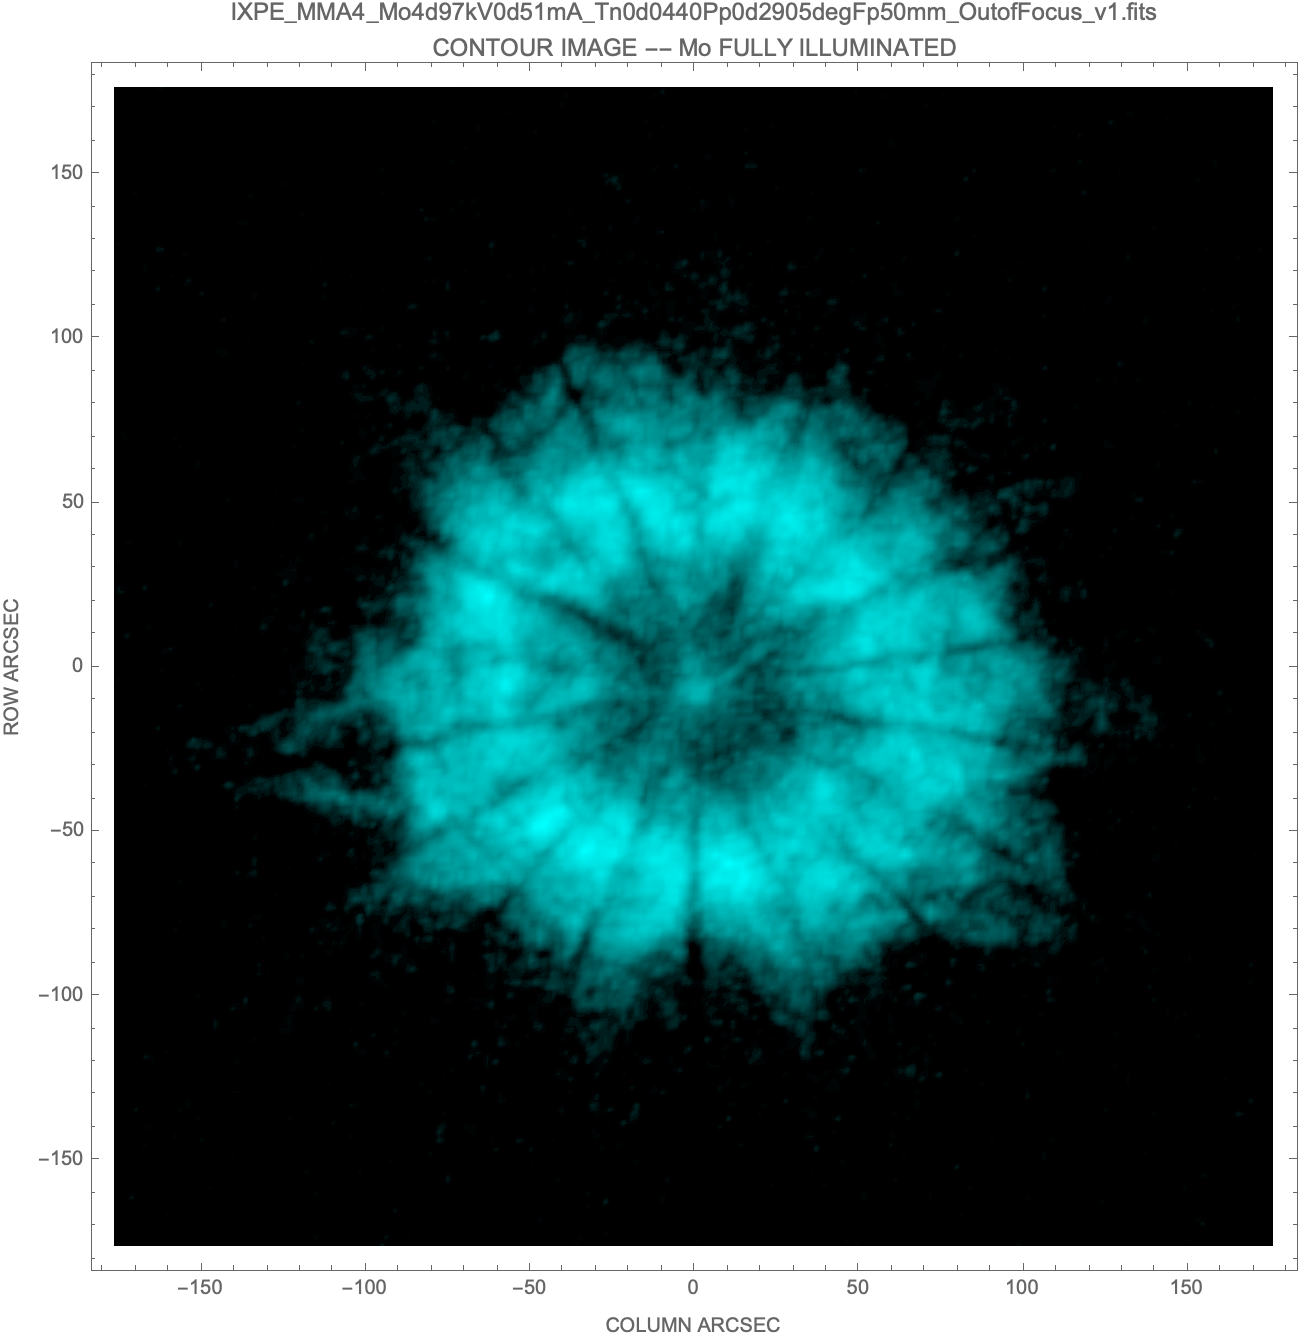 IXPE_MMA4_Mo4d97kV0d51mA_Tn0d0440Pp0d2905degFp50mm_OutofFocus_v1.fits
CONTOUR IMAGE −− Mo FULLY ILLUMINATED
150
100
50
0
−50
−100
−150
ROW ARCSEC
−150 −100 −50 0 50 100 150
COLUMN ARCSEC